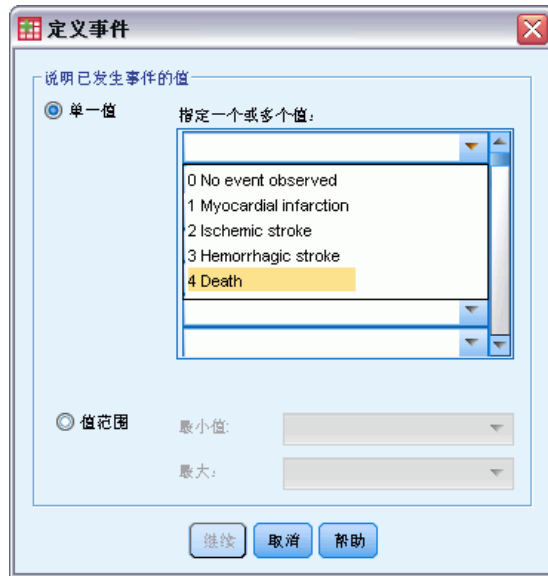 定义事件
说明已发生事件的值
单一值
指定一个或多个值：
0 No event observed
1 Myocardial infarction
2 Ischemic stroke
3 Hemorrhagic stroke
4 Death
值范围
最小值:
最大：
继续 取消 帮助